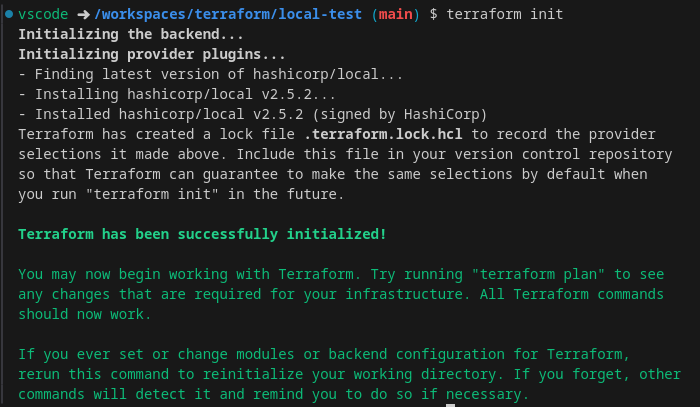 vscode ➜ /workspaces/terraform/local-test (main) $ terraform init
Initializing the backend...
Initializing provider plugins...
- Finding latest version of hashicorp/local...
- Installing hashicorp/local v2.5.2...
- Installed hashicorp/local v2.5.2 (signed by HashiCorp)
Terraform has created a lock file .terraform.lock.hcl to record the provider
selections it made above. Include this file in your version control repository
so that Terraform can guarantee to make the same selections by default when
you run "terraform init" in the future.
Terraform has been successfully initialized!
You may now begin working with Terraform. Try running "terraform plan" to see
any changes that are required for your infrastructure. All Terraform commands
should now work.
If you ever set or change modules or backend configuration for Terraform,
rerun this command to reinitialize your working directory. If you forget, other
commands will detect it and remind you to do so if necessary.